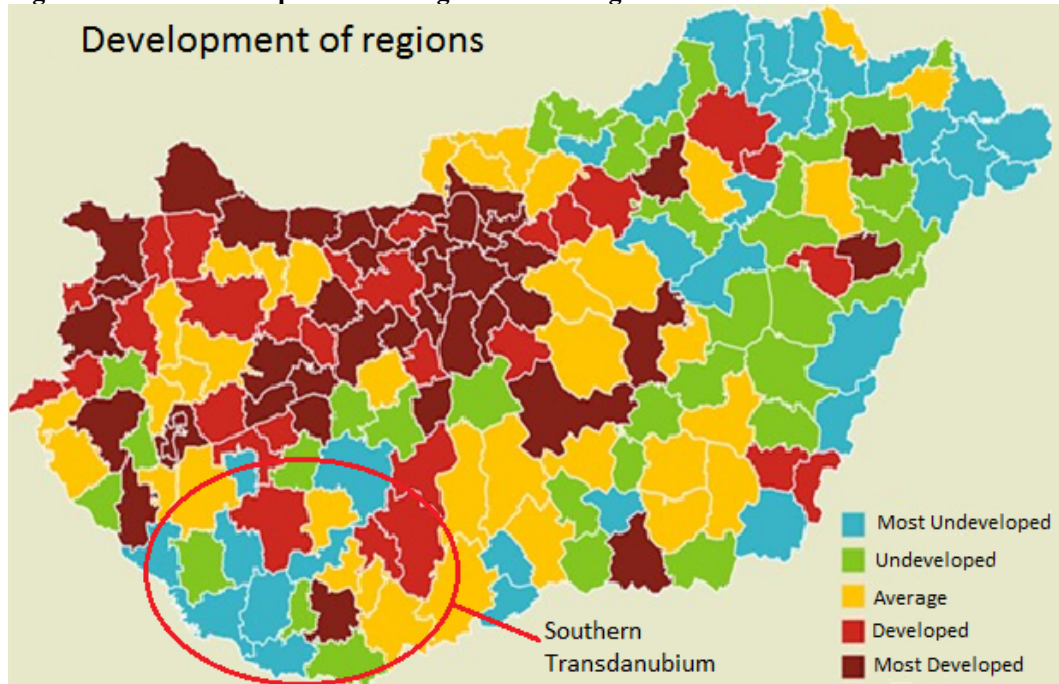 Development of regions
Most Undeveloped
Undeveloped
Average
Developed
Most Developed
Southern
Transdanubium